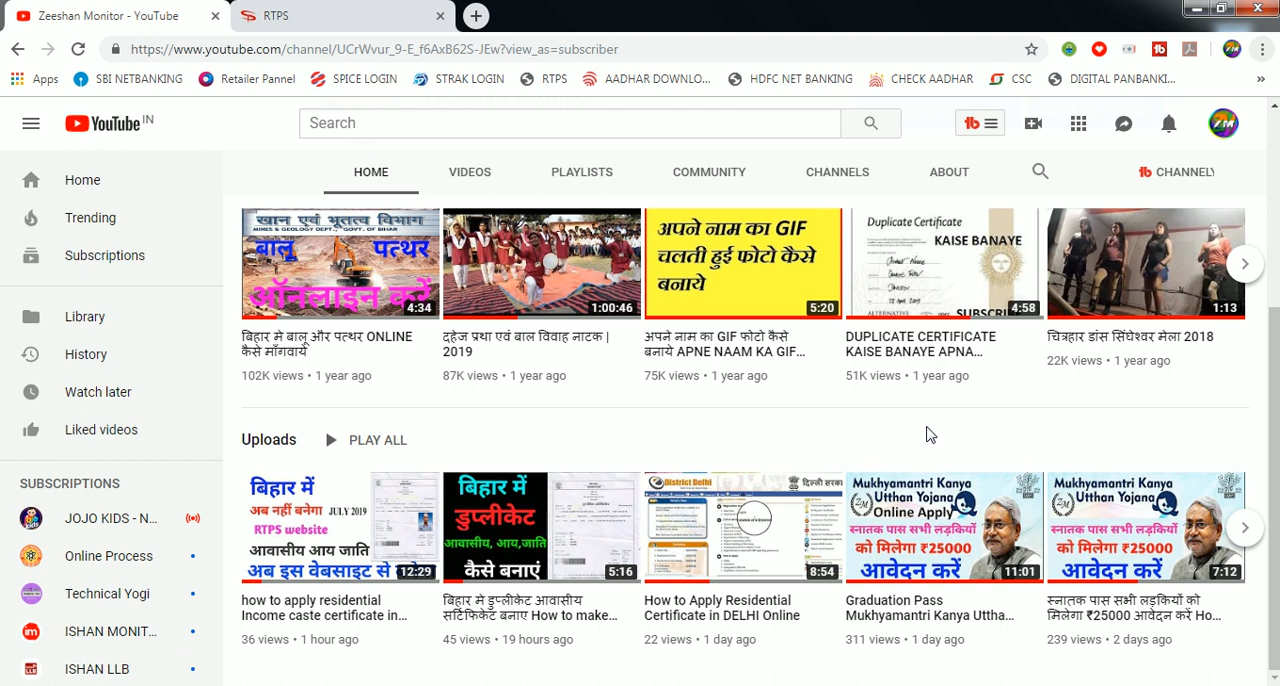 Zeeshan Monitor - YouTube
RTPS
https://www.youtube.com/channel/UCrWvur_9-E_f6AxB62S-JEw?view_as=subscriber
Apps SBI NETBANKING Retailer Pannel SPICE LOGIN STRAK LOGIN RTPS AADHAR DOWNLO... HDFC NET BANKING CHECK AADHAR CSC DIGITAL PANBANKI...
YouTube IN
Search
HOME VIDEOS PLAYLISTS COMMUNITY CHANNELS ABOUT CHANNELY
Home
Trending
Subscriptions
Library
History
Watch later
Liked videos
SUBSCRIPTIONS
JOJO KIDS - N...
Online Process
Technical Yogi
ISHAN MONIT...
ISHAN LLB
खान एवं भूतत्व विभाग
MINES & GEOLOGY DEPT., GOVT. OF BIHAR
बालू पत्थर
ऑनलाइन करें
4:34
बिहार मे बालू और पत्थर ONLINE
कैसे माँगवाये
102K views • 1 year ago
1:00:46
दहेज प्रथा एवं बाल विवाह नाटक |
2019
87K views • 1 year ago
अपने नाम का GIF
चलती हुई फोटो कैसे
बनाये
5:20
अपने नाम का GIF फोटो कैसे
बनाये APNE NAAM KA GIF...
75K views • 1 year ago
Duplicate Certificate
KAISE BANAYE
4:58
DUPLICATE CERTIFICATE
KAISE BANAYE APNA...
51K views • 1 year ago
1:13
चित्रहार डांस सिंघेश्वर मेला 2018
22K views • 1 year ago
Uploads PLAY ALL
बिहार में
अब नहीं बनेगा JULY 2019
RTPS website
आवासीय आय जाति
अब इस वेबसाइट से
12:29
how to apply residential
Income caste certificate in...
36 views • 1 hour ago
बिहार में
डुप्लीकेट
आवासीय, आय,जाति
कैसे बनाएं
5:16
बिहार में डुप्लीकेट आवासीय
सर्टिफिकेट बनाए How to make...
45 views • 19 hours ago
District Delhi
8:54
How to Apply Residential
Certificate in DELHI Online
22 views • 1 day ago
Mukhyamantri Kanya
Utthan Yojana
Online Apply
स्नातक पास सभी लड़कियों
को मिलेगा ₹25000
आवेदन करें
11:01
Graduation Pass
Mukhyamantri Kanya Uttha...
311 views • 1 day ago
Mukhyamantri Kanya
Utthan Yojana
स्नातक पास सभी लड़कियों
को मिलेगा ₹25000
आवेदन करें
7:12
स्नातक पास सभी लड़कियों को
मिलेगा ₹25000 आवेदन करें Ho...
239 views • 2 days ago